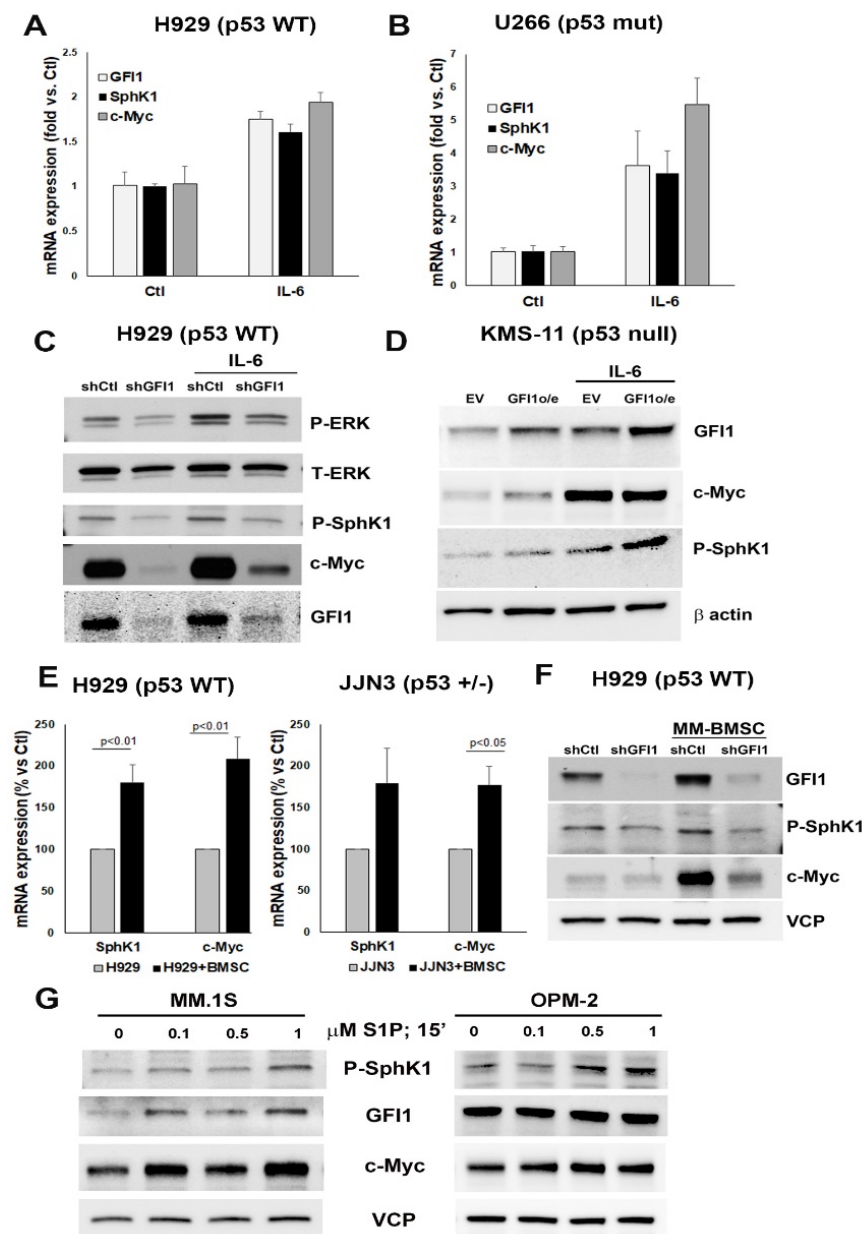 A
H929 (p53 WT)
mRNA expression (fold vs. Ctl)
2.5
2
1.5
1
0.5
0
GFI1
SphK1
c-Myc
Ctl
IL-6
B
U266 (p53 mut)
mRNA expression (fold vs. Ctl)
7
6
5
4
3
2
1
0
GFI1
SphK1
c-Myc
Ctl
IL-6
C
H929 (p53 WT)
IL-6
shCtl shGFI1 shCtl shGFI1
P-ERK
T-ERK
P-SphK1
c-Myc
GFI1
D
KMS-11 (p53 null)
IL-6
EV GFI1o/e EV GFI1o/e
GFI1
c-Myc
P-SphK1
β actin
E
H929 (p53 WT)
mRNA expression (% vs Ctl)
250
200
150
100
50
0
p<0.01
p<0.01
SphK1 c-Myc
H929 H929+BMSC
JJN3 (p53 +/-)
mRNA expression (% vs Ctl)
250
200
150
100
50
0
p<0.05
SphK1 c-Myc
JJN3 JJN3+BMSC
F
H929 (p53 WT)
MM-BMSC
shCtl shGFI1 shCtl shGFI1
GFI1
P-SphK1
c-Myc
VCP
G
MM.1S OPM-2
0 0.1 0.5 1 μM S1P; 15' 0 0.1 0.5 1
P-SphK1
GFI1
c-Myc
VCP